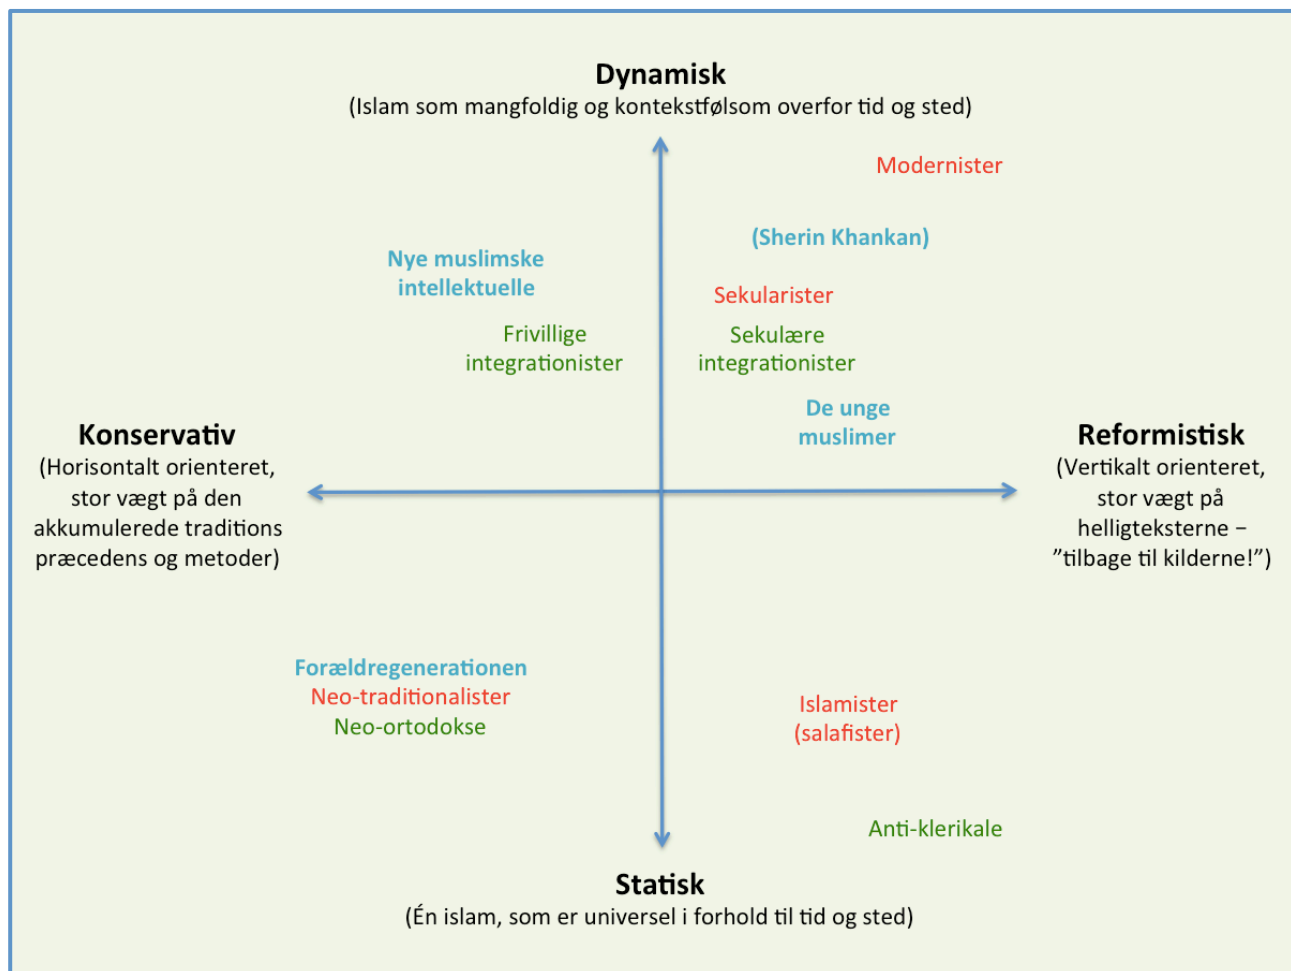 Dynamisk
(Islam som mangfoldig og kontekstfølsom overfor tid og sted)
Modernister
(Sherin Khankan)
Nye muslimske
intellektuelle
Sekularister
Frivillige
integrationister
Sekulære
integrationister
De unge
muslimer
Konservativ
(Horisontalt orienteret,
stor vægt på den
akkumulerede traditions
præcedens og metoder)
Reformistisk
(Vertikalt orienteret,
stor vægt på
helligteksterne –
”tilbage til kilderne!”)
Forældregenerationen
Neo-traditionalister
Neo-ortodokse
Islamister
(salafister)
Anti-klerikale
Statisk
(Én islam, som er universel i forhold til tid og sted)